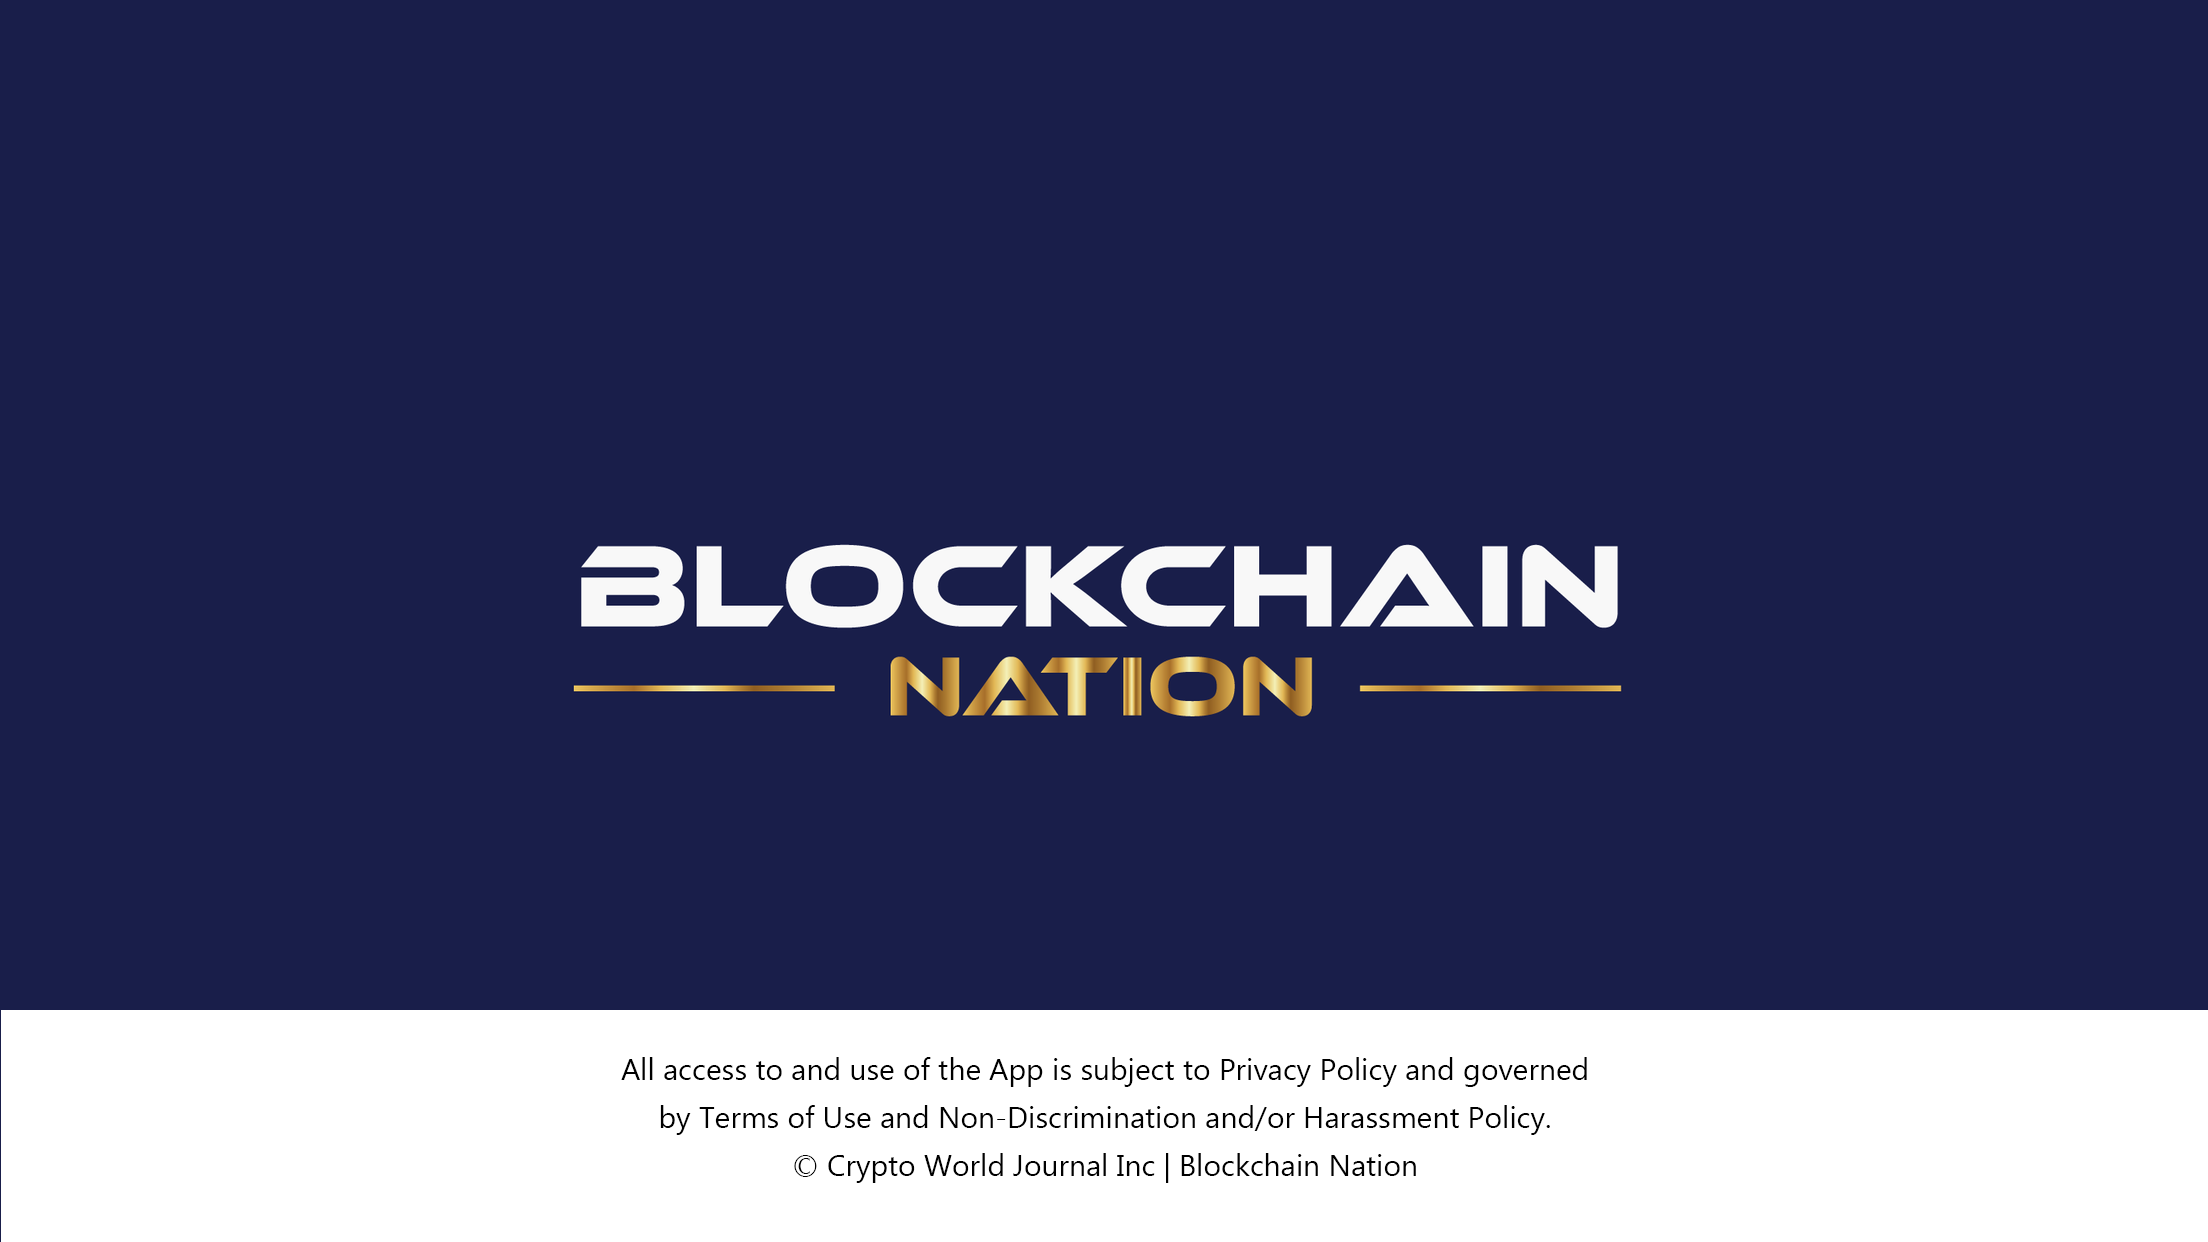 BLOCKCHAIN
NATION
All access to and use of the App is subject to Privacy Policy and governed
by Terms of Use and Non-Discrimination and/or Harassment Policy.
© Crypto World Journal Inc | Blockchain Nation